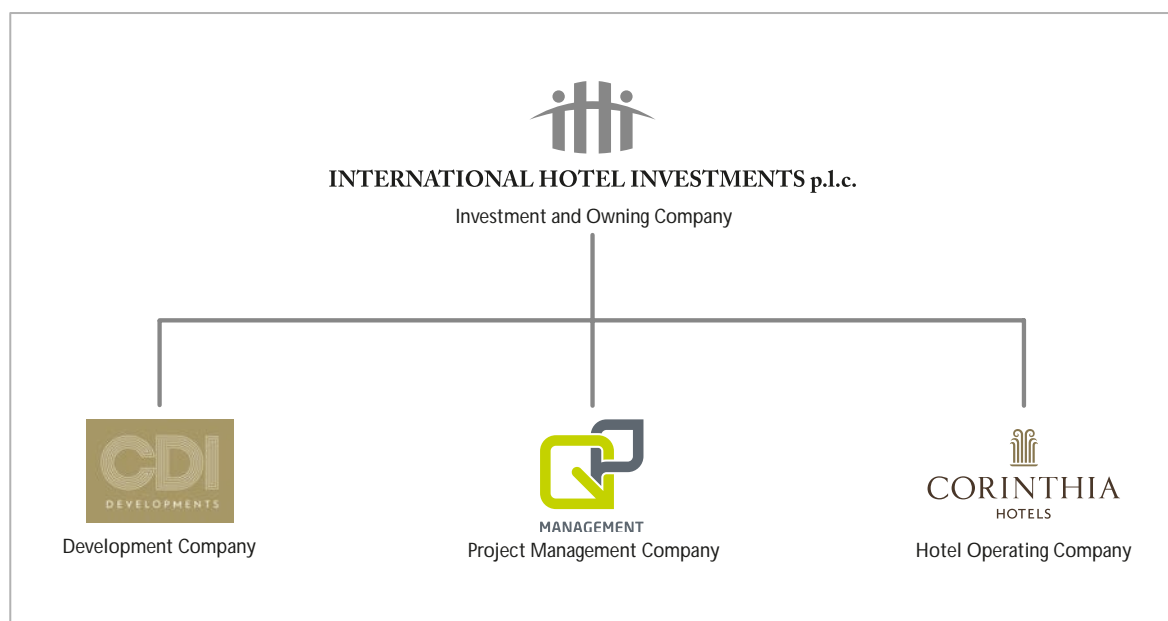 INTERNATIONAL HOTEL INVESTMENTS p.l.c.
Investment and Owning Company
CDI
DEVELOPMENTS
Development Company
QP
MANAGEMENT
Project Management Company
CORINTHIA
HOTELS
Hotel Operating Company